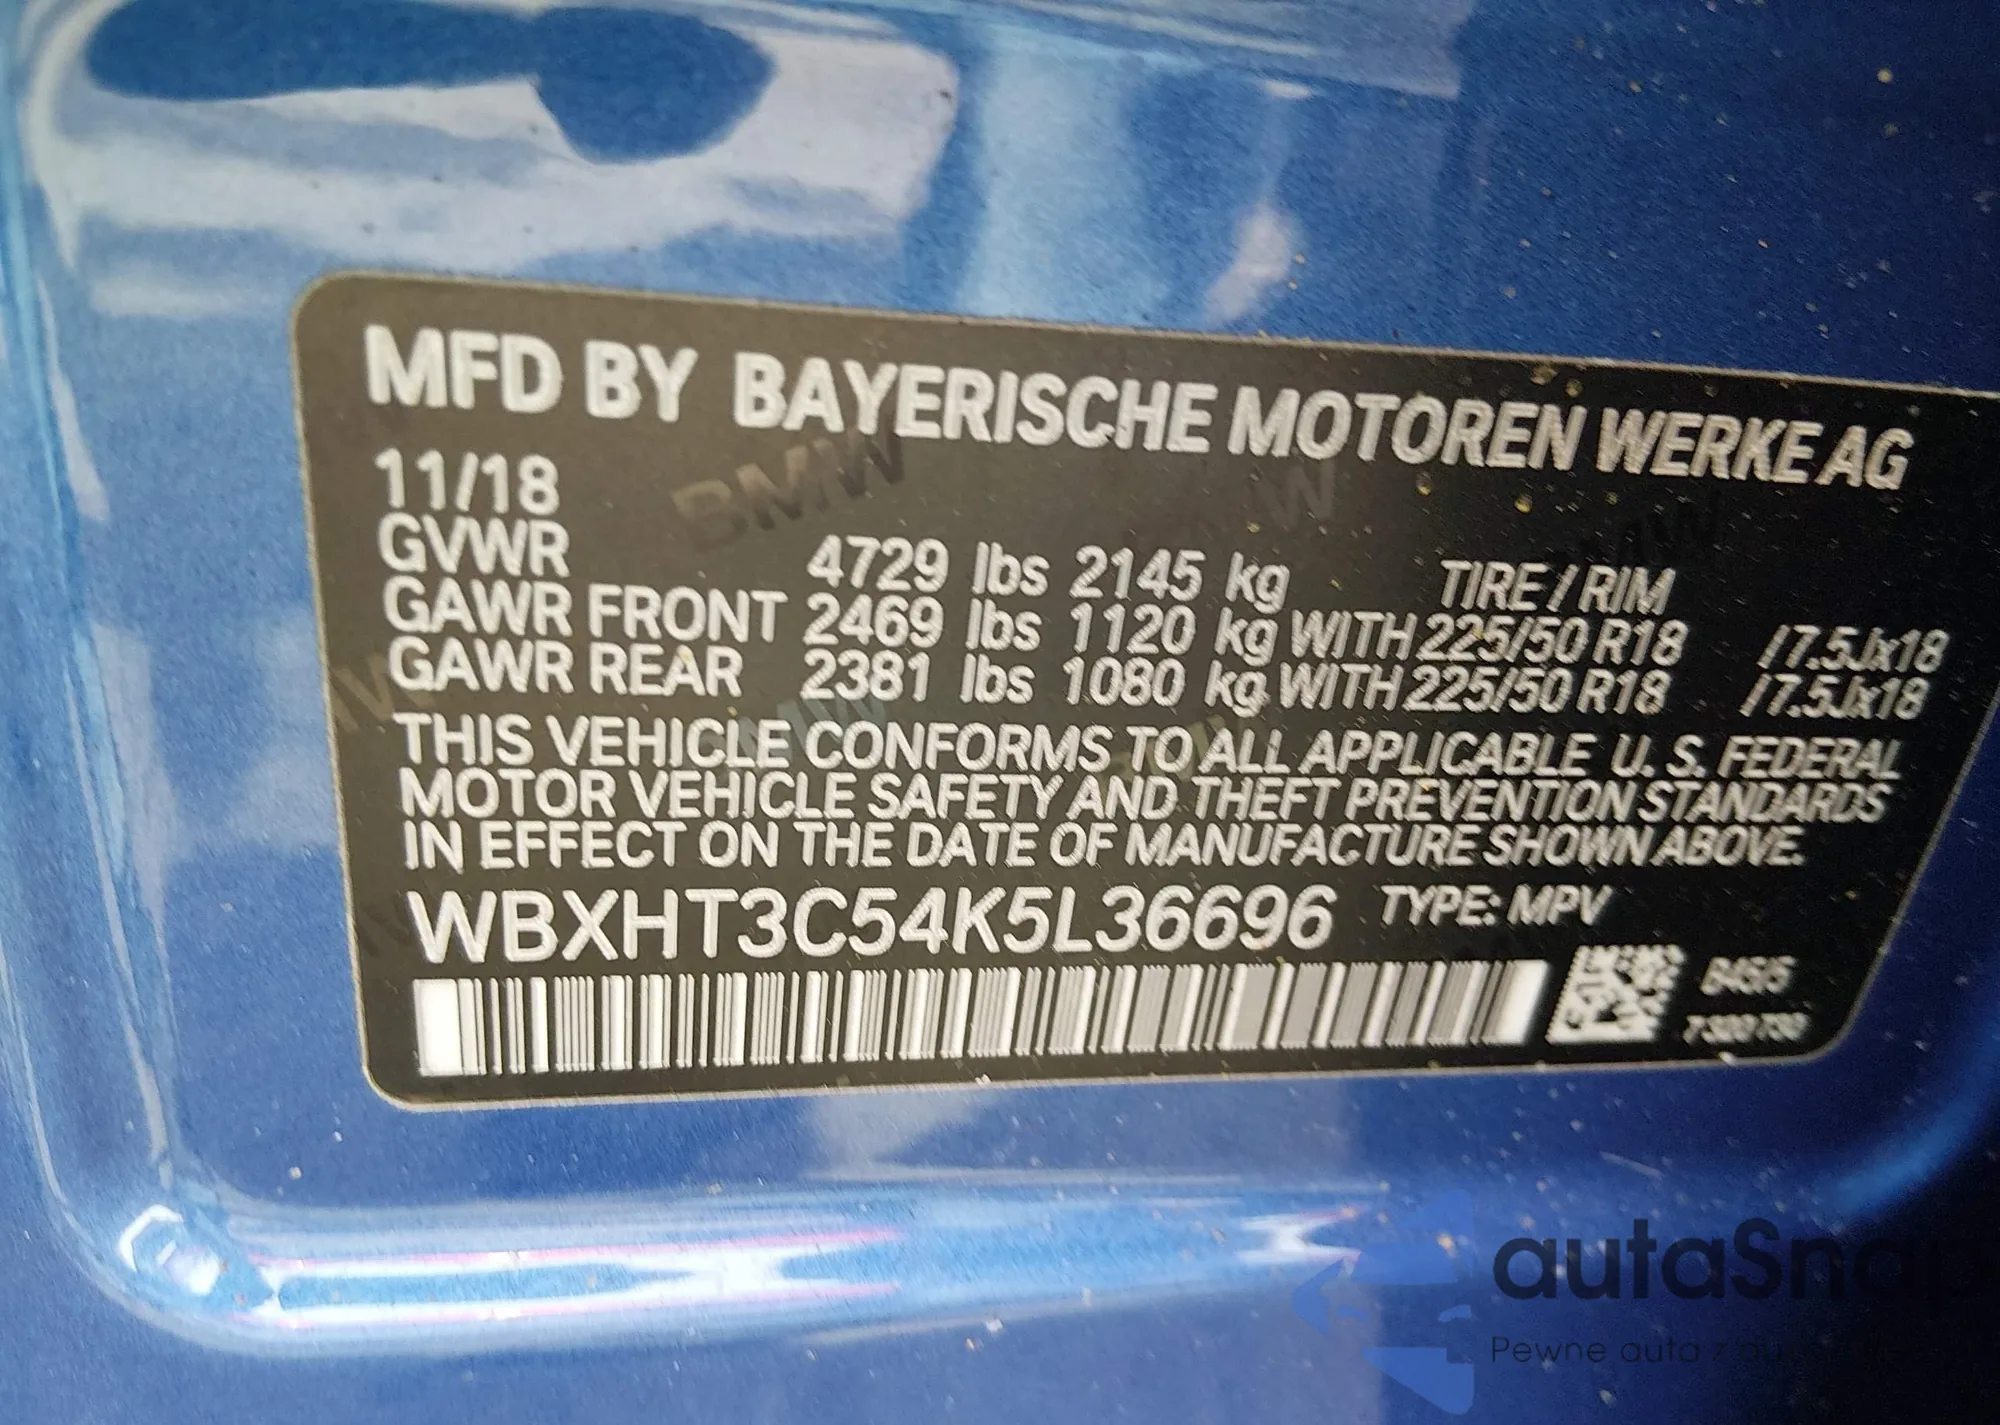 MFD BY BAYERISCHE MOTOREN WERKE AG
11/18
GVWR 4729 lbs 2145 kg TIRE / RIM
GAWR FRONT 2469 lbs 1120 kg WITH 225/50 R18 /7.5Jx18
GAWR REAR 2381 lbs 1080 kg WITH 225/50 R18 /7.5Jx18
THIS VEHICLE CONFORMS TO ALL APPLICABLE U. S. FEDERAL
MOTOR VEHICLE SAFETY AND THEFT PREVENTION STANDARDS
IN EFFECT ON THE DATE OF MANUFACTURE SHOWN ABOVE.
WBXHT3C54K5L36696 TYPE: MPV
autaSnap
Pewne auta z